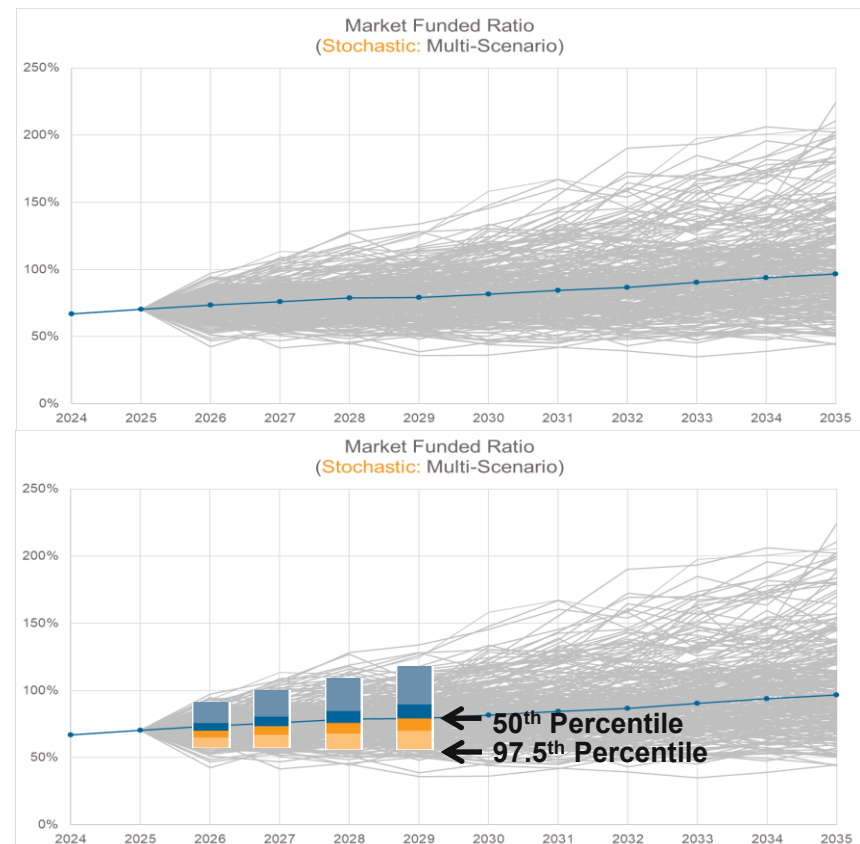 Market Funded Ratio
(Stochastic: Multi-Scenario)
250%
200%
150%
100%
50%
0%
2024 2025 2026 2027 2028 2029 2030 2031 2032 2033 2034 2035
Market Funded Ratio
(Stochastic: Multi-Scenario)
250%
200%
150%
100%
50th Percentile
50%
97.5th Percentile
0%
2024 2025 2026 2027 2028 2029 2030 2031 2032 2033 2034 2035